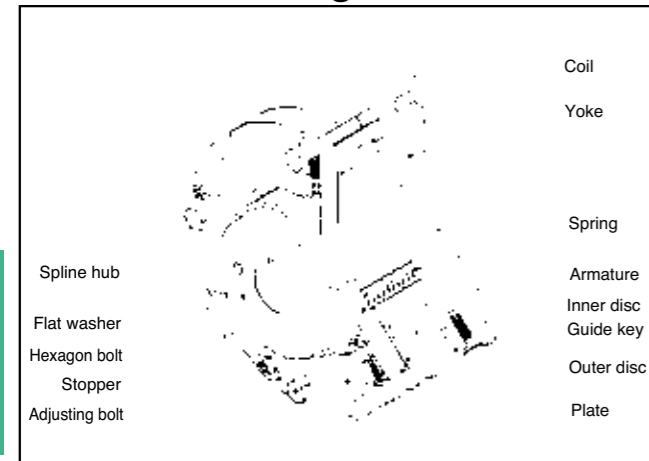 Coil
Yoke
Spring
Spline hub
Armature
Inner disc
Flat washer
Guide key
Hexagon bolt
Outer disc
Stopper
Adjusting bolt
Plate